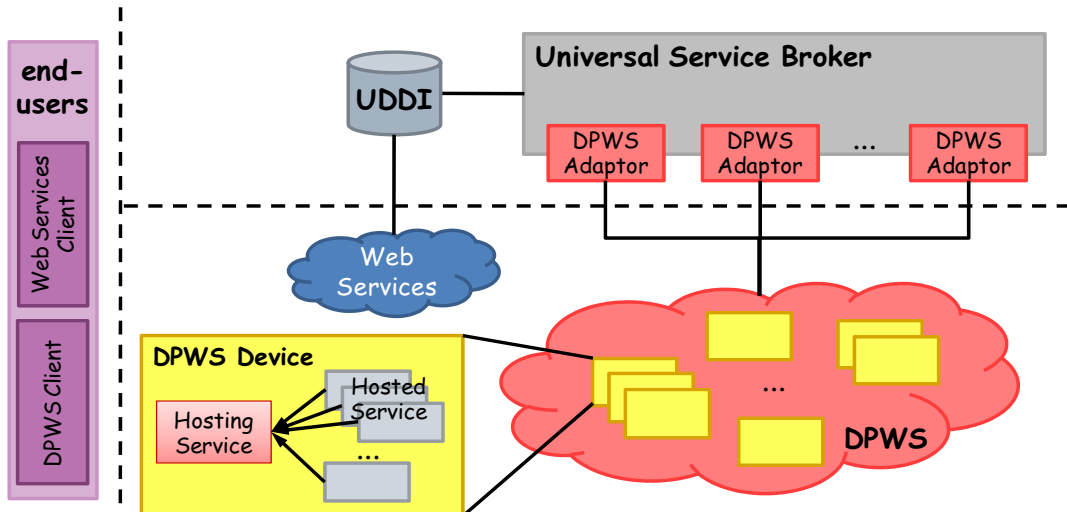 end-
users
Web Services
Client
DPWS Client
UDDI
Universal Service Broker
DPWS
Adaptor
DPWS
Adaptor
...
DPWS
Adaptor
Web
Services
DPWS Device
Hosting
Service
Hosted
Service
...
...
DPWS